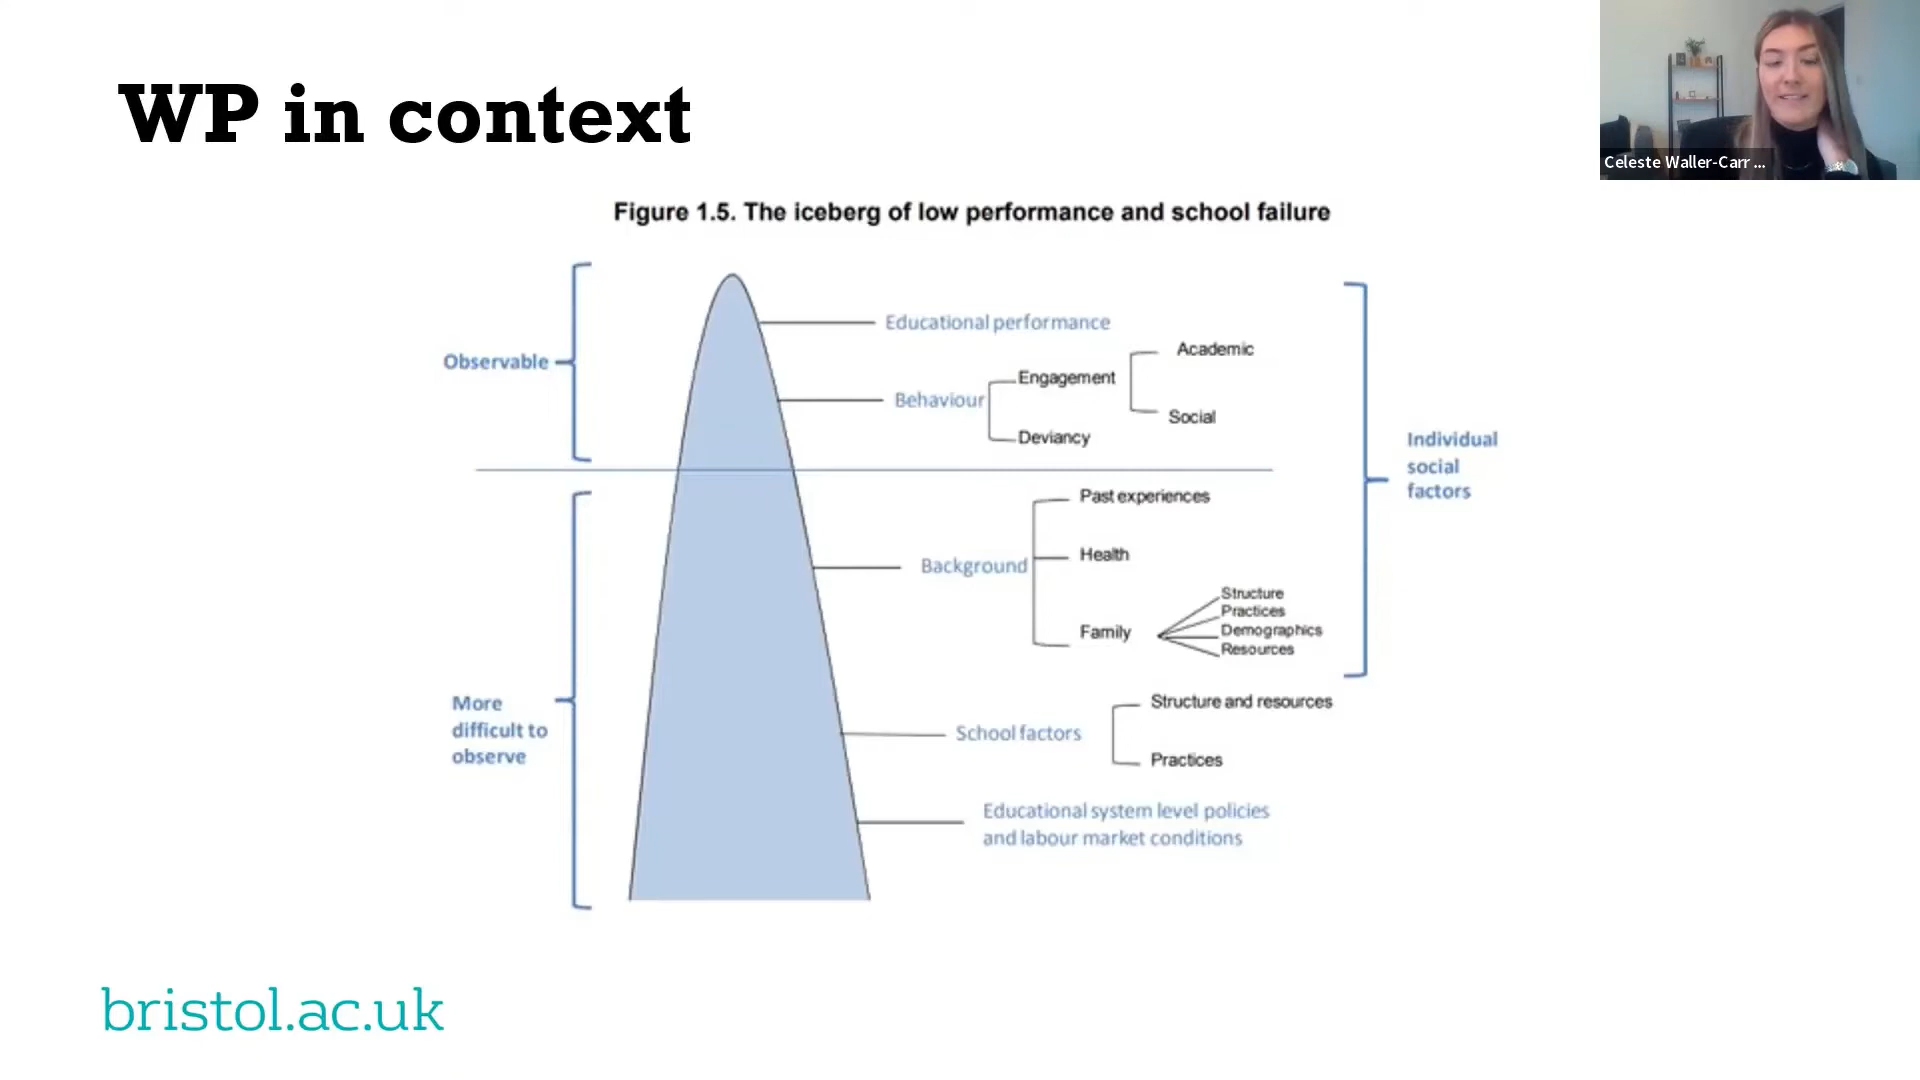 WP in context
Celeste Waller-Carr ...
Figure 1.5. The iceberg of low performance and school failure
Observable
Educational performance
Behaviour
Engagement
Academic
Social
Deviancy
Individual
social
factors
More
difficult to
observe
Background
Past experiences
Health
Family
Structure
Practices
Demographics
Resources
School factors
Structure and resources
Practices
Educational system level policies
and labour market conditions
bristol.ac.uk